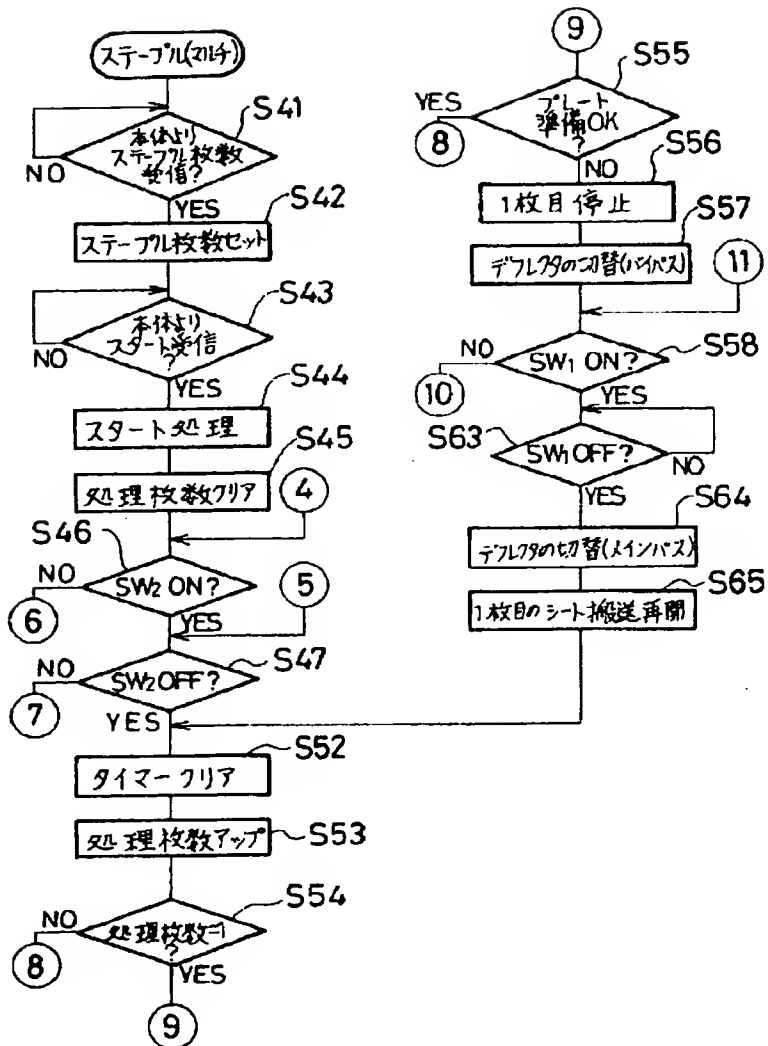 ステープル(マルチ)
S41
本体より
ステープル枚数
受信?
NO
YES
S42
ステープル枚数セット
S43
本体より
スタート受信
?
NO
YES
S44
スタート処理
S45
処理枚数クリア
4
S46
NO
SW2 ON?
6
YES
5
S47
NO
SW2 OFF?
7
YES
S52
タイマークリア
処理枚数アップ
S53
S54
NO
処理枚数=1
?
8
YES
9
9
S55
YES
プレート
準備OK
?
8
NO
S56
1枚目停止
S57
デフレクタの切替(バイパス)
11
S58
NO
SW1 ON?
10
YES
S63
SW1 OFF?
NO
YES
S64
デフレクタの切替(メインパス)
S65
1枚目のシート搬送再開